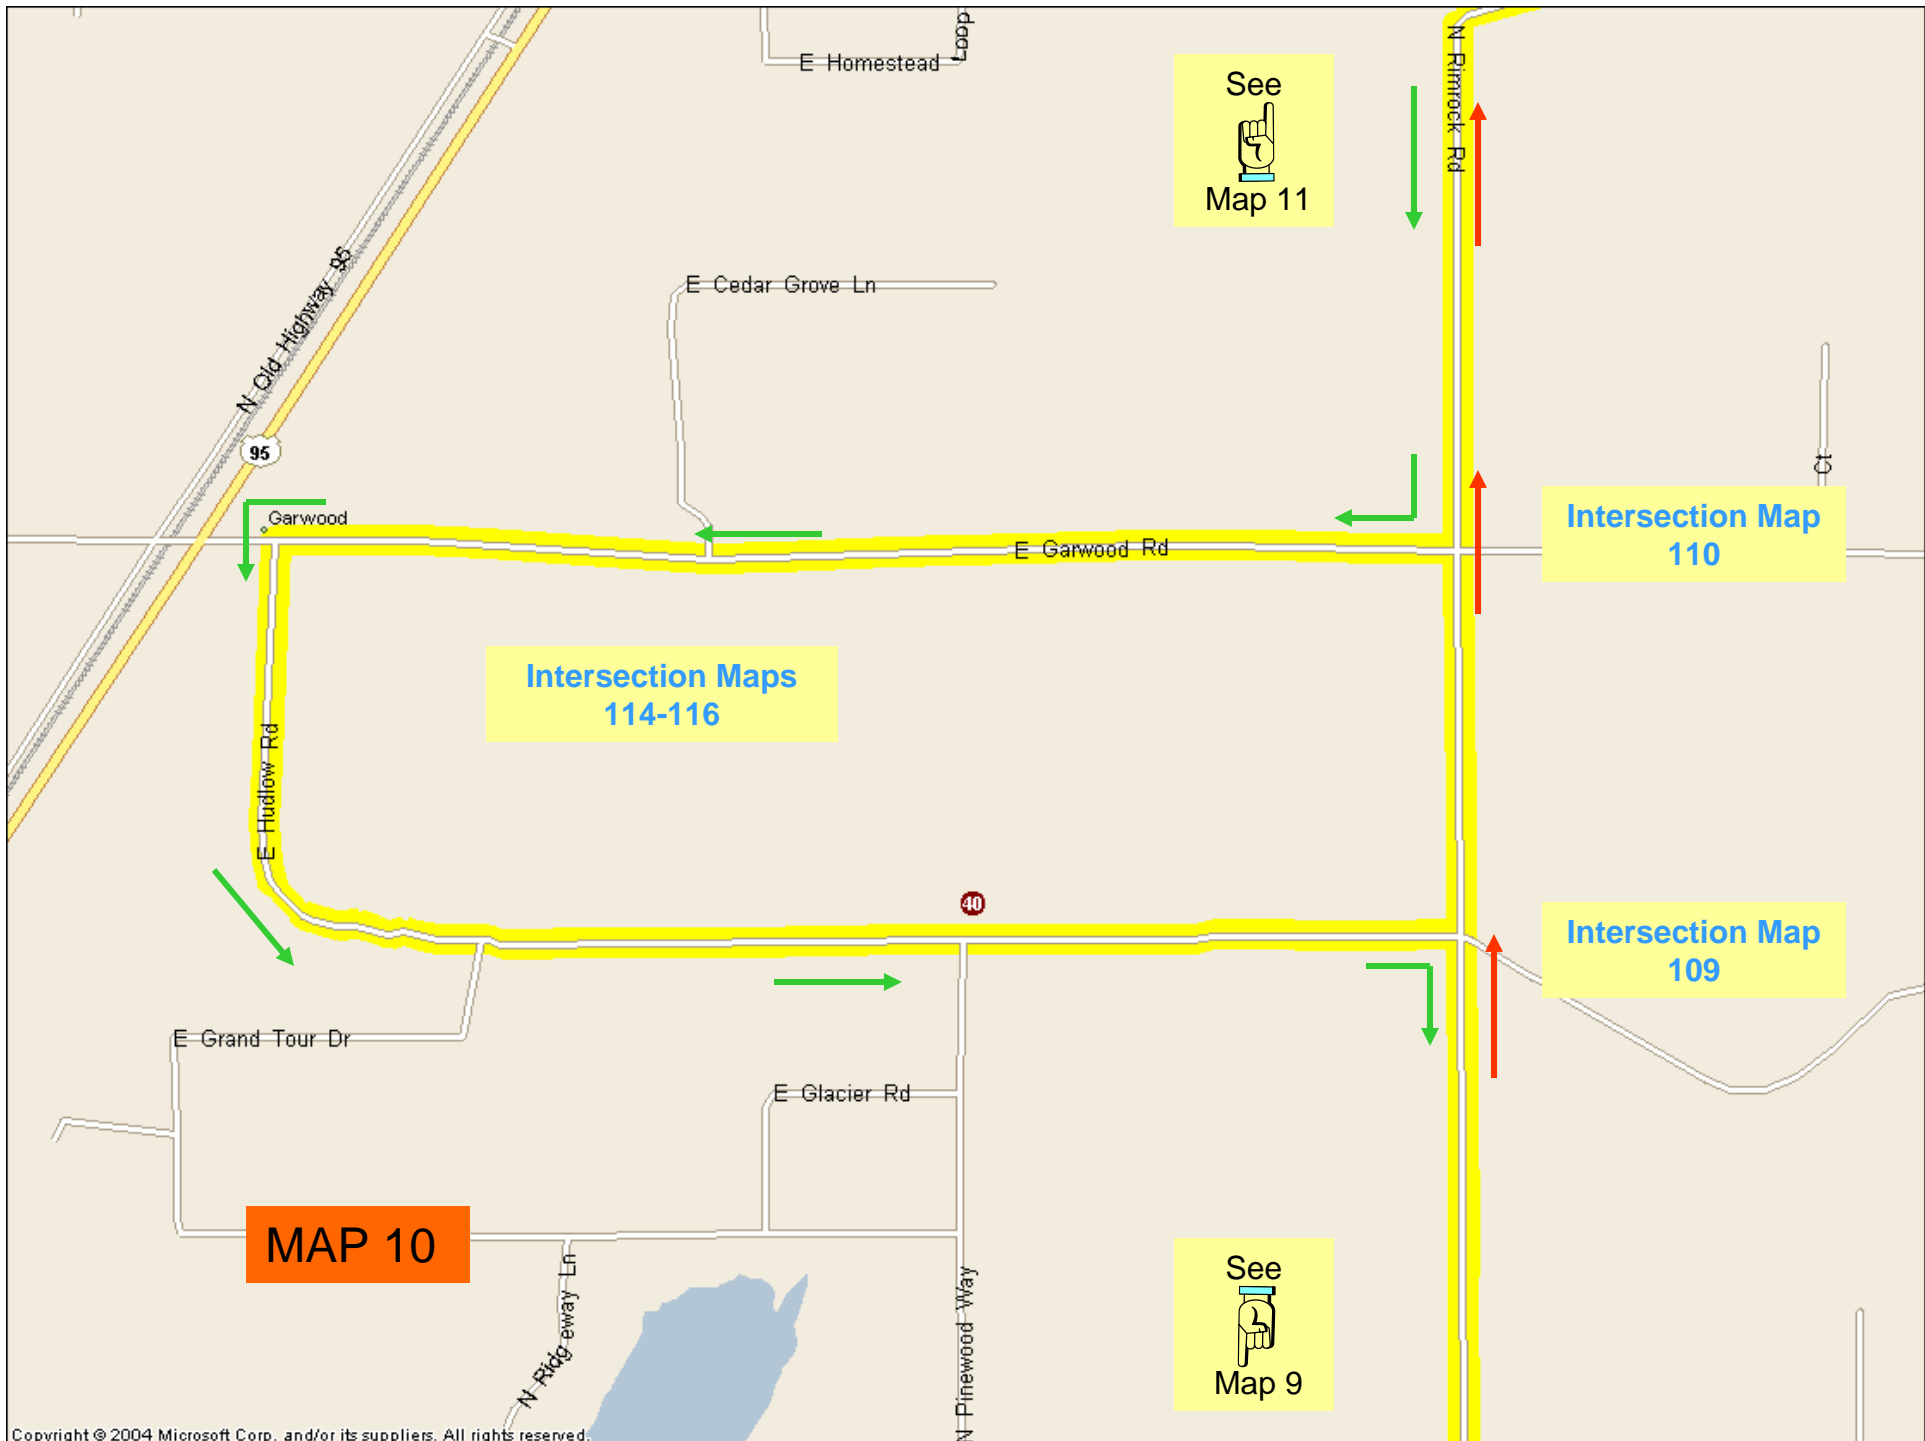 E Homestead Loop
N Rimrock Rd
See
Map 11
N Old Highway 95
E Cedar Grove Ln
95
Ct
Garwood
Intersection Map
110
E Garwood Rd
Intersection Maps
114-116
E Hudlow Rd
40
Intersection Map
109
E Grand Tour Dr
E Glacier Rd
MAP 10
N Ridgeway Ln
N Pinewood Way
See
Map 9
Copyright © 2004 Microsoft Corp. and/or its suppliers. All rights reserved.